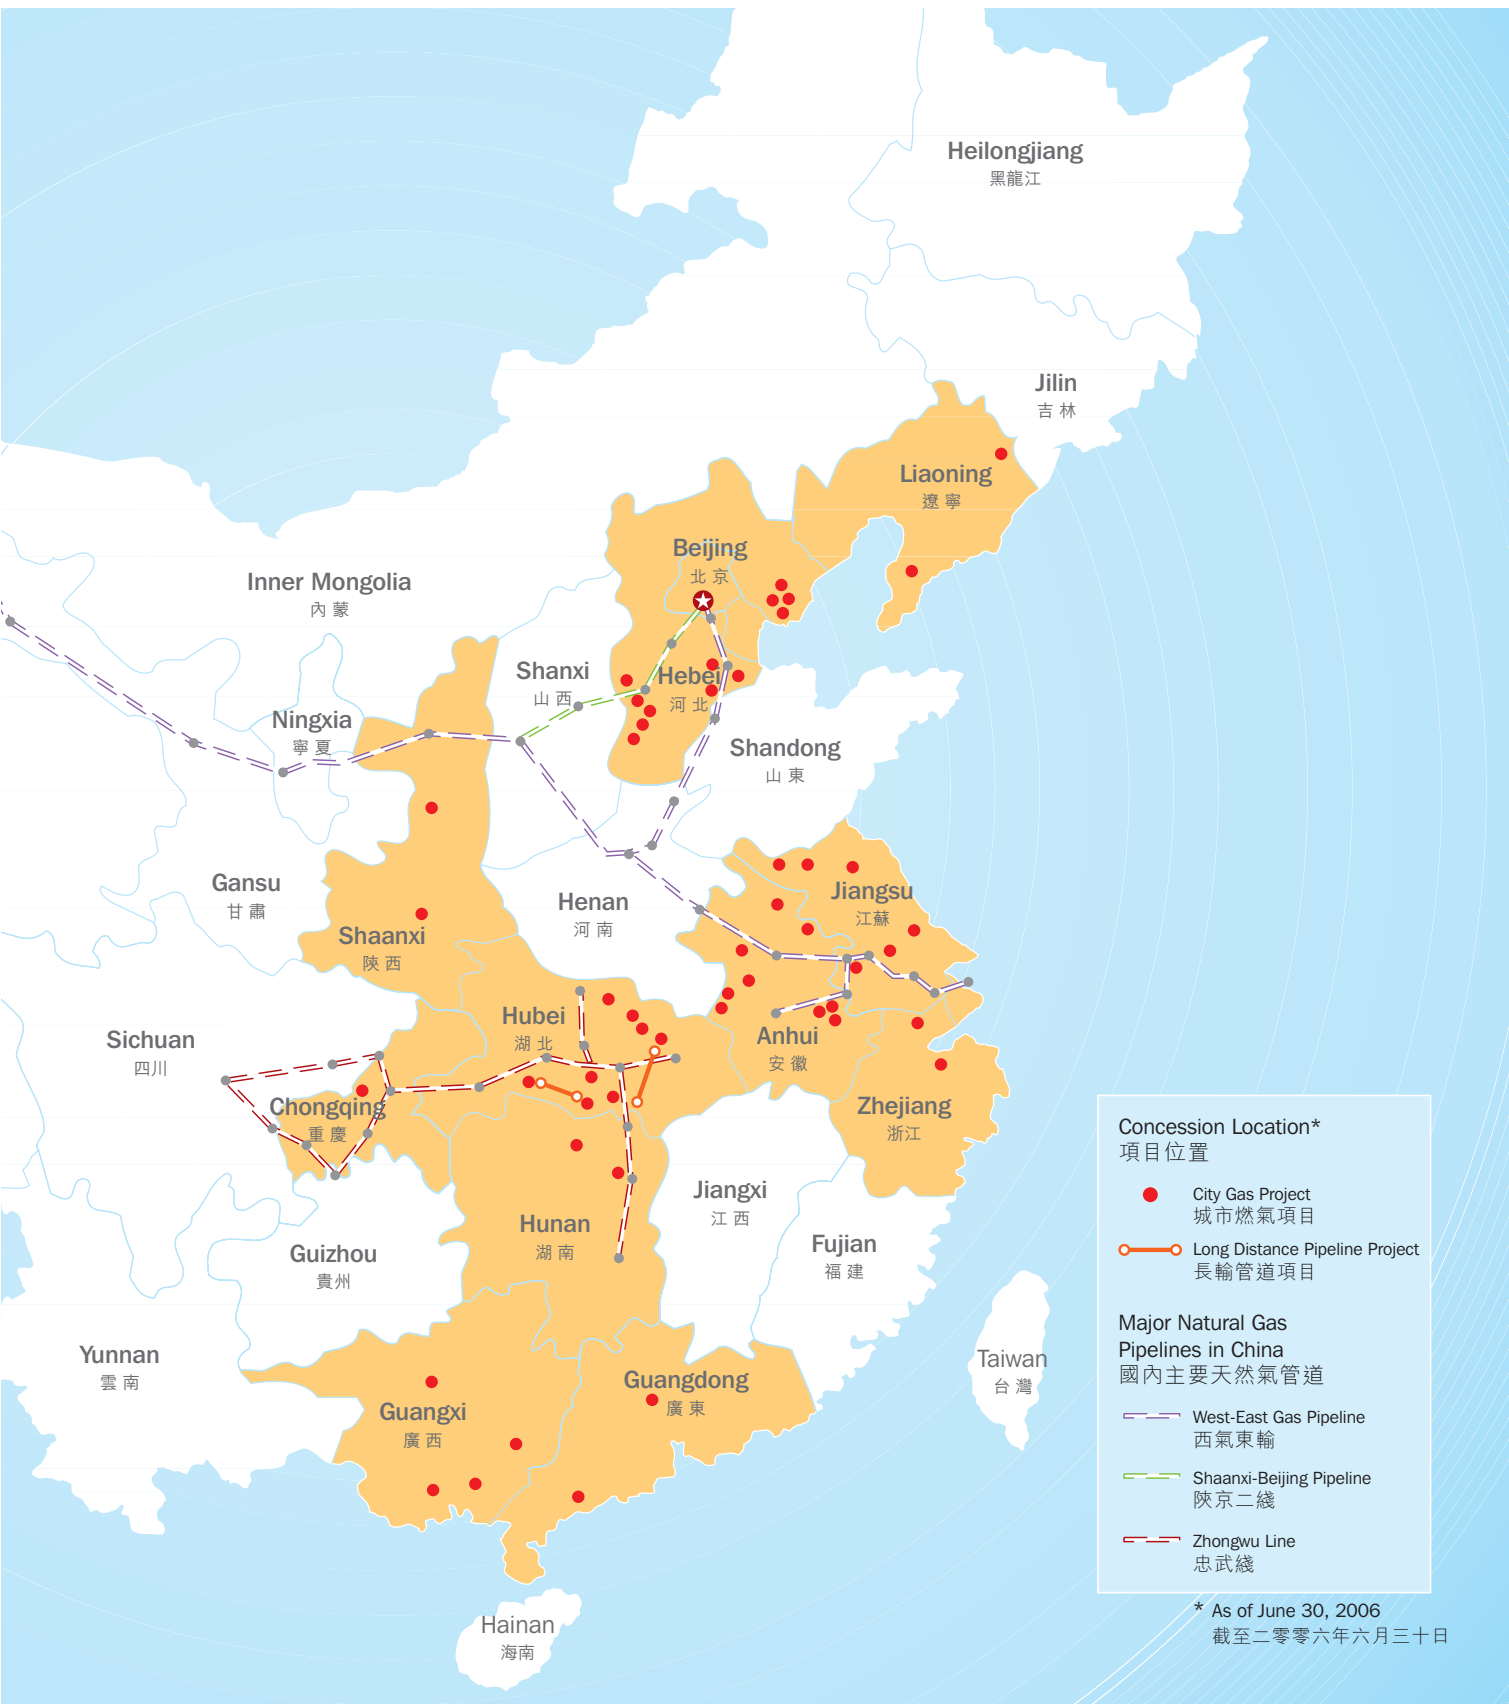 Heilongjiang
黑龍江
Jilin
吉林
Liaoning
遼寧
Beijing
北京
Inner Mongolia
內蒙
Shanxi
山西
Hebei
河北
Ningxia
寧夏
Shandong
山東
Gansu
甘肅
Henan
河南
Jiangsu
江蘇
Shaanxi
陝西
Hubei
湖北
Anhui
安徽
Sichuan
四川
Chongqing
重慶
Zhejiang
浙江
Jiangxi
江西
Hunan
湖南
Fujian
福建
Guizhou
貴州
Yunnan
雲南
Taiwan
台灣
Guangdong
廣東
Guangxi
廣西
Hainan
海南
Concession Location*
項目位置
City Gas Project
城市燃氣項目
Long Distance Pipeline Project
長輸管道項目
Major Natural Gas
Pipelines in China
國內主要天然氣管道
West-East Gas Pipeline
西氣東輸
Shaanxi-Beijing Pipeline
陝京二綫
Zhongwu Line
忠武綫
* As of June 30, 2006
截至二零零六年六月三十日